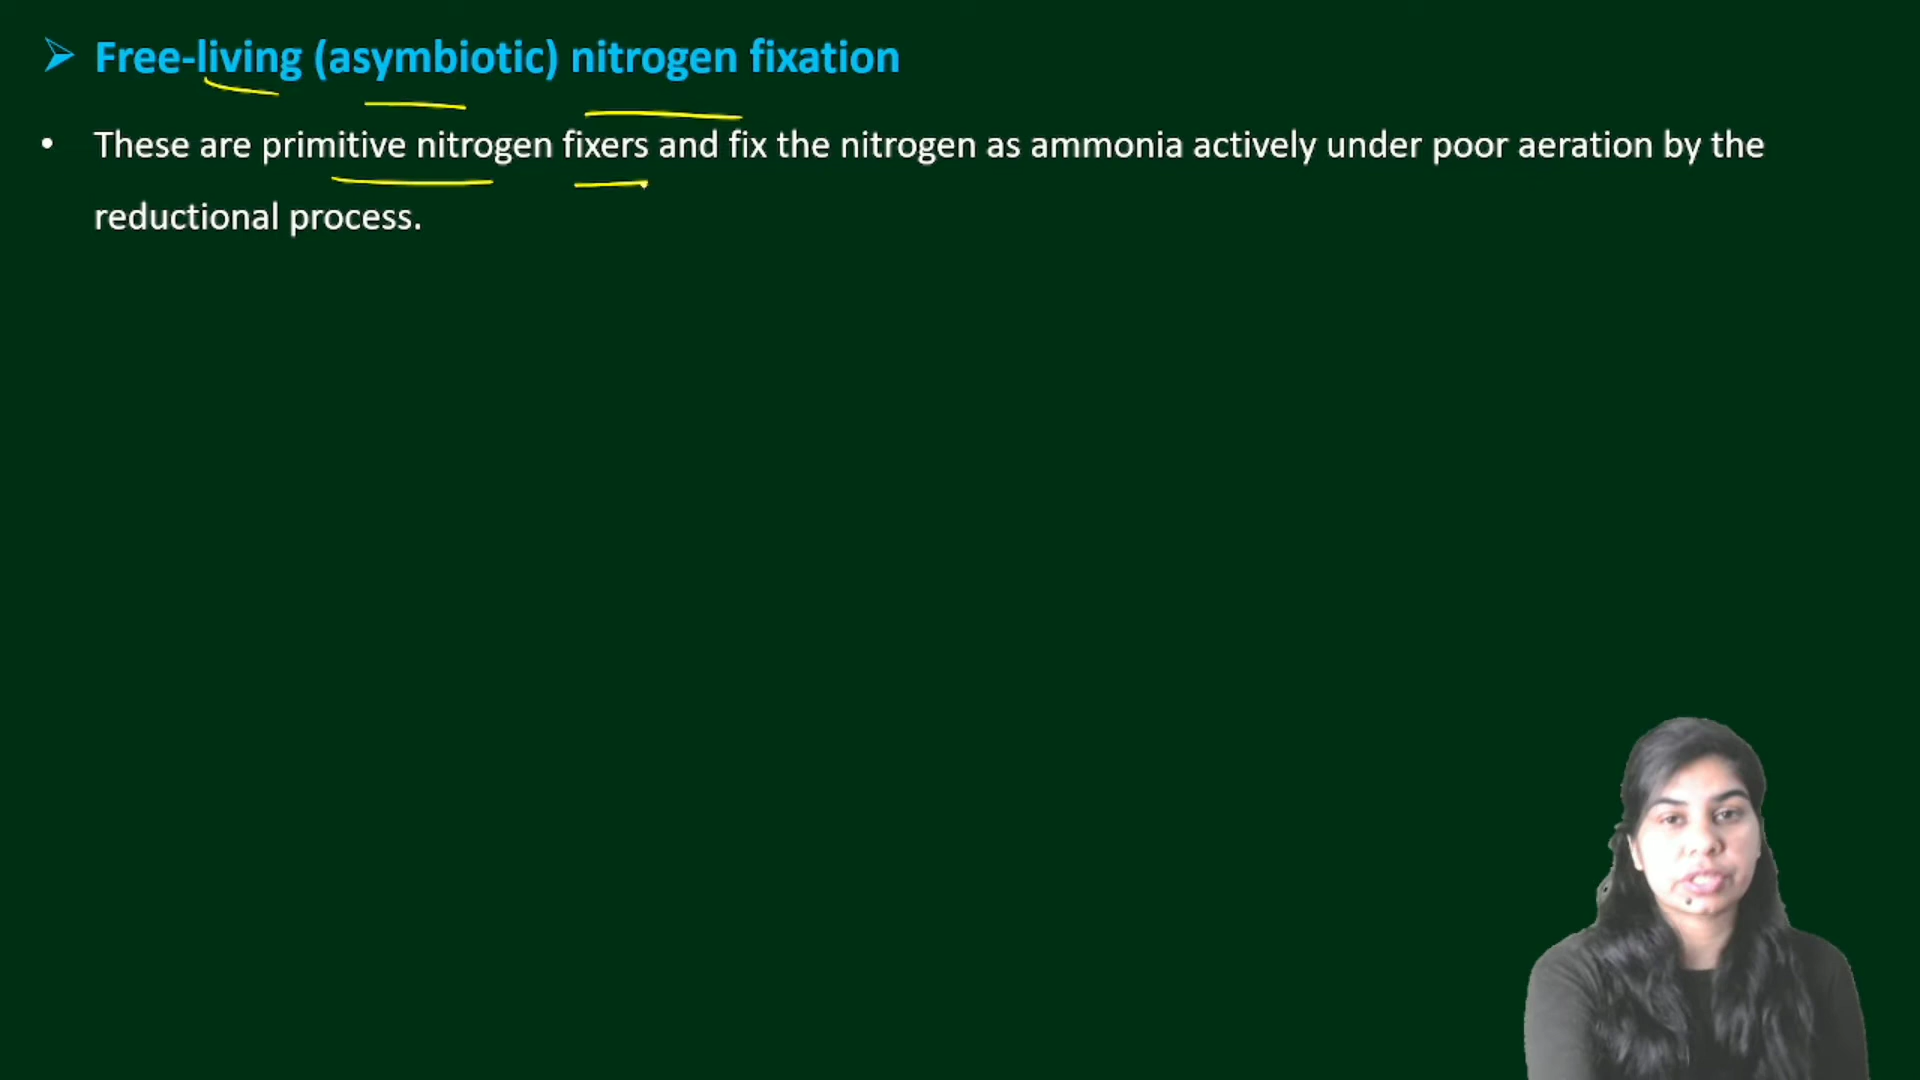 Free-living (asymbiotic) nitrogen fixation
• These are primitive nitrogen fixers and fix the nitrogen as ammonia actively under poor aeration by the
reductional process.